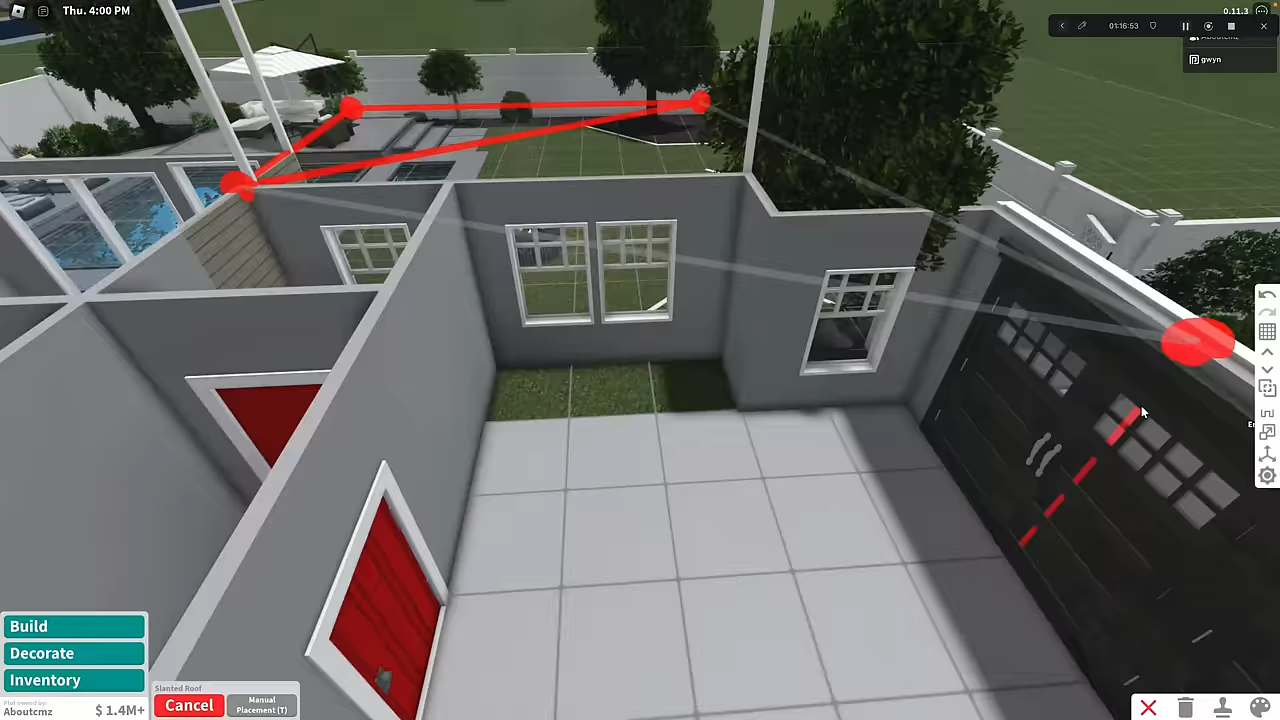 Thu. 4:00 PM
0.11.3
01:16:53
Aboutcmz
gwyn
Build
Decorate
Inventory
Plot owned by:
Aboutcmz
$ 1.4M+
Slanted Roof
Cancel
Manual
Placement (T)